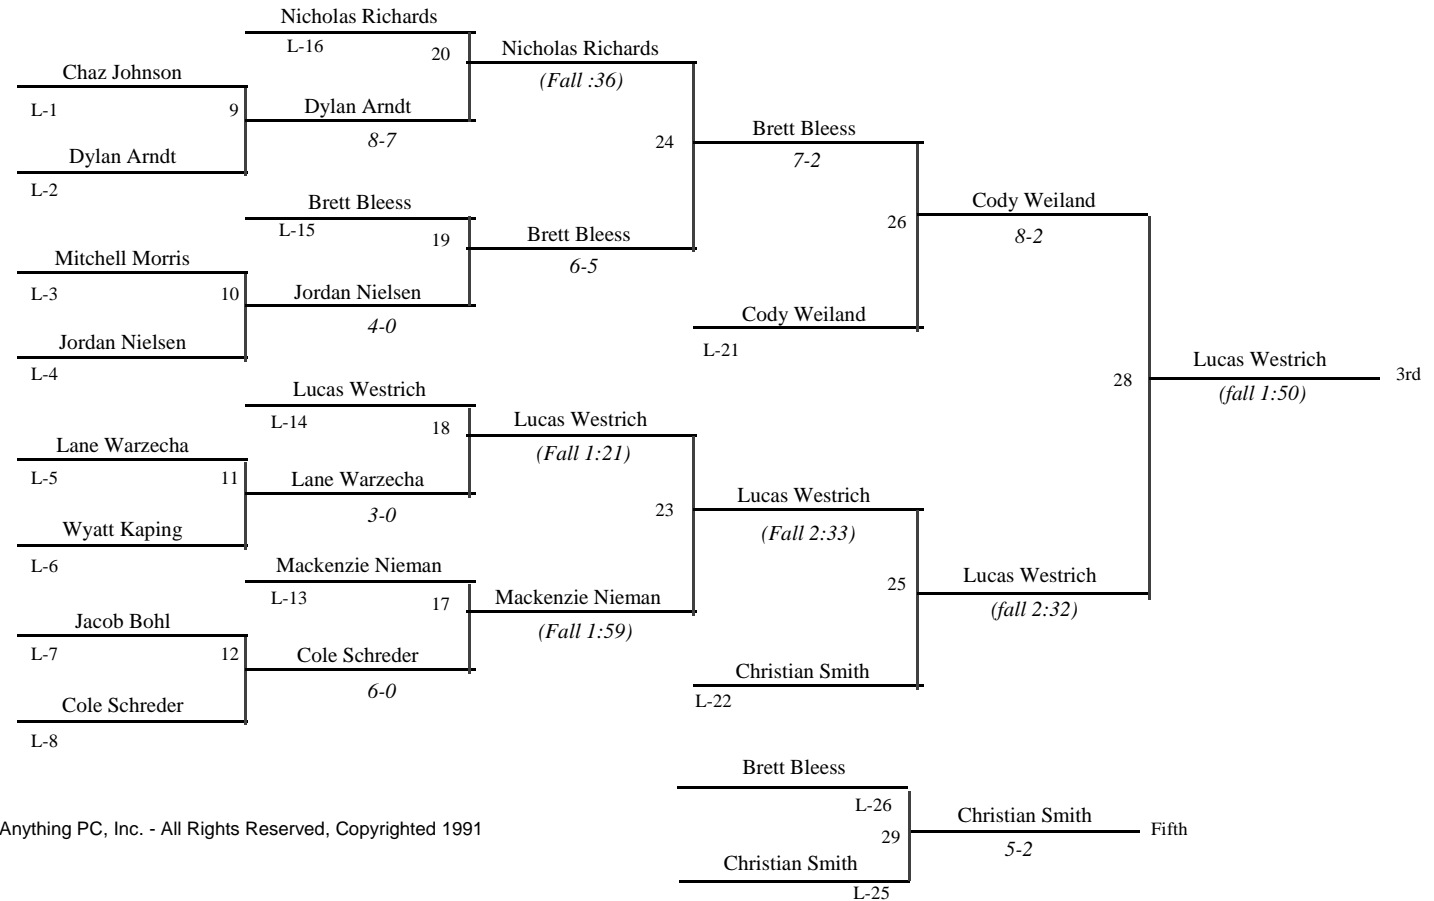 Nicholas Richards
L-16
20
Nicholas Richards
(Fall :36)
Chaz Johnson
L-1
9
Dylan Arndt
8-7
24
Brett Bleess
7-2
Dylan Arndt
L-2
Brett Bleess
L-15
19
Brett Bleess
6-5
26
Cody Weiland
8-2
Mitchell Morris
L-3
10
Jordan Nielsen
4-0
Cody Weiland
L-21
Jordan Nielsen
L-4
28
Lucas Westrich
3rd
(fall 1:50)
Lucas Westrich
L-14
18
Lucas Westrich
(Fall 1:21)
Lane Warzecha
L-5
11
Lane Warzecha
3-0
23
Lucas Westrich
(Fall 2:33)
Wyatt Kaping
L-6
Mackenzie Nieman
L-13
17
Mackenzie Nieman
(Fall 1:59)
25
Lucas Westrich
(fall 2:32)
Jacob Bohl
L-7
12
Cole Schreder
6-0
Christian Smith
L-22
Cole Schreder
L-8
Brett Bleess
L-26
29
Christian Smith
Fifth
5-2
Christian Smith
L-25
Anything PC, Inc. - All Rights Reserved, Copyrighted 1991